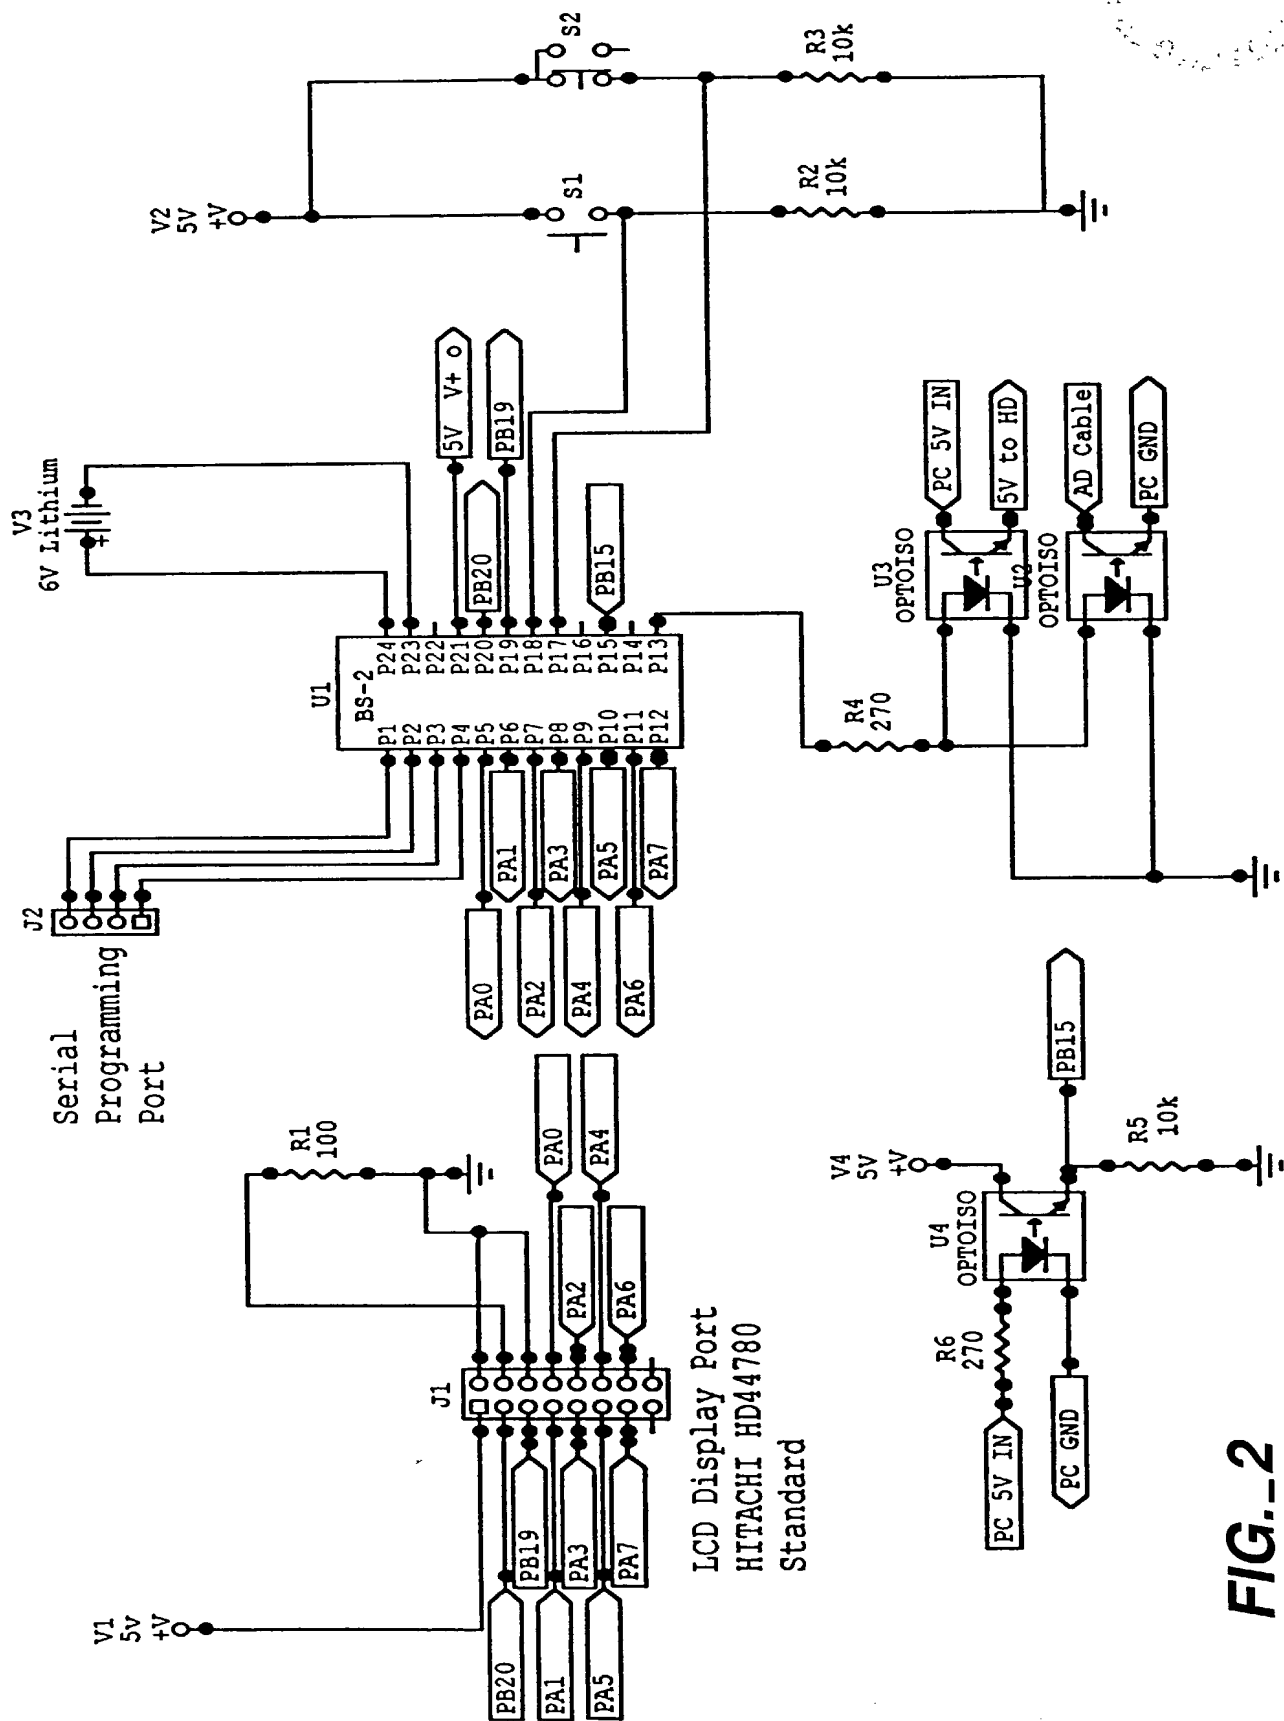 J2
Serial
Programming
Port
V3
6V Lithium
+
U1
BS-2
P1
P2
P3
P4
P5
P6
P7
P8
P9
P10
P11
P12
P24
P23
P22
P21
P20
P19
P18
P17
P16
P15
P14
P13
PA0
PA1
PA2
PA3
PA4
PA5
PA6
PA7
5V V+ o
PB20
PB19
PB15
V2
5V
+V
S1
S2
R2
10k
R3
10k
V1
5v
+V
R1
100
J1
PB20
PB19
PA1
PA3
PA5
PA7
PA0
PA2
PA4
PA6
LCD Display Port
HITACHI HD44780
Standard
R4
270
U3
OPTOISO
U2
OPTOISO
PC 5V IN
5V to HD
AD Cable
PC GND
V4
5V
+V
U4
OPTOISO
R6
270
PC 5V IN
PC GND
PB15
R5
10k
FIG._2